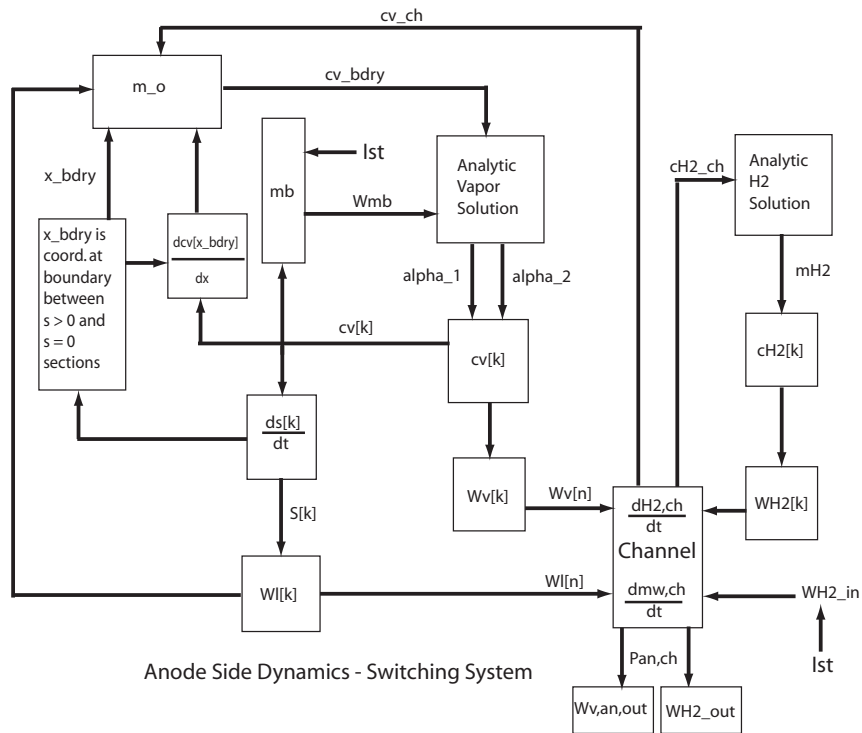 cv_ch
m_o
cv_bdry
Ist
Analytic
Vapor
Solution
cH2_ch
Analytic
H2
Solution
x_bdry
mb
Wmb
x_bdry is
coord. at
boundary
between
s > 0 and
s = 0
sections
dcv[x_bdry]
dx
alpha_1
alpha_2
mH2
cv[k]
cv[k]
cH2[k]
ds[k]
dt
Wv[k]
Wv[n]
dH2,ch
dt
WH2[k]
S[k]
Channel
Wl[k]
Wl[n]
dmw,ch
dt
WH2_in
Ist
Pan,ch
Anode Side Dynamics - Switching System
Wv,an,out
WH2_out